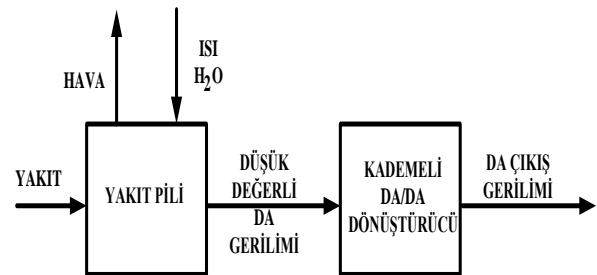 HAVA
ISI
H₂O
YAKIT
YAKIT PİLİ
DÜŞÜK
DEĞERLİ
DA
GERİLİMİ
KADEMELİ
DA/DA
DÖNÜŞTÜRÜCÜ
DA ÇIKIŞ
GERİLİMİ